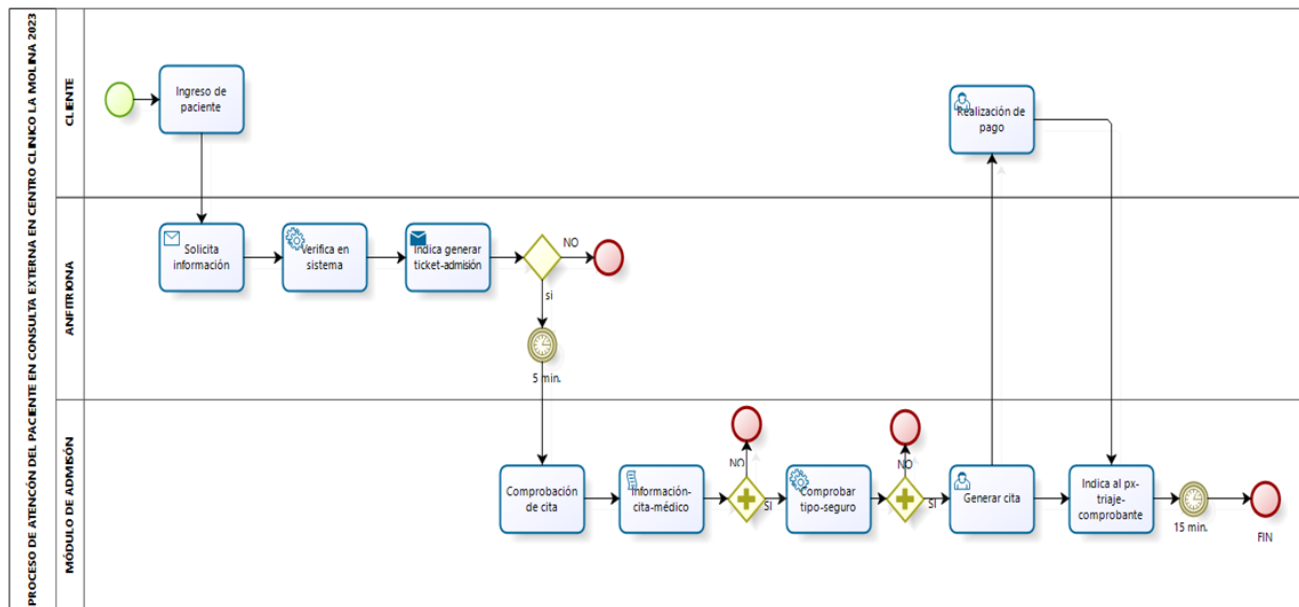 PROCESO DE ATENCIÓN DEL PACIENTE EN CONSULTA EXTERNA EN CENTRO CLINICO LA MOLINA 2023
CLIENTE
Ingreso de
paciente
Realización de
pago
ANFITRIONA
Solicita
información
Verifica en
sistema
Indica generar
ticket-admisión
NO
si
5 min.
MÓDULO DE ADMISÓN
Comprobación
de cita
Información-
cita-médico
NO
SI
Comprobar
tipo-seguro
NO
SI
Generar cita
Indica al px-
triaje-
comprobante
15 min.
FIN